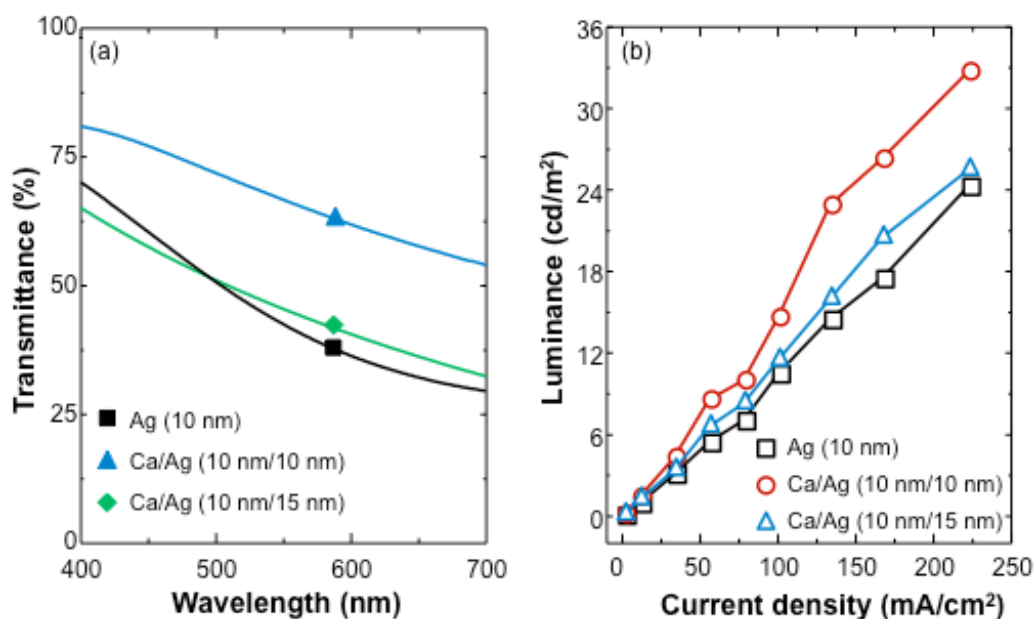 (a)
Transmittance (%)
100
75
50
25
0
400
500
600
700
Wavelength (nm)
Ag (10 nm)
Ca/Ag (10 nm/10 nm)
Ca/Ag (10 nm/15 nm)
(b)
Luminance (cd/m²)
36
30
24
18
12
6
0
0
50
75
100
150
200
250
Current density (mA/cm²)
Ag (10 nm)
Ca/Ag (10 nm/10 nm)
Ca/Ag (10 nm/15 nm)